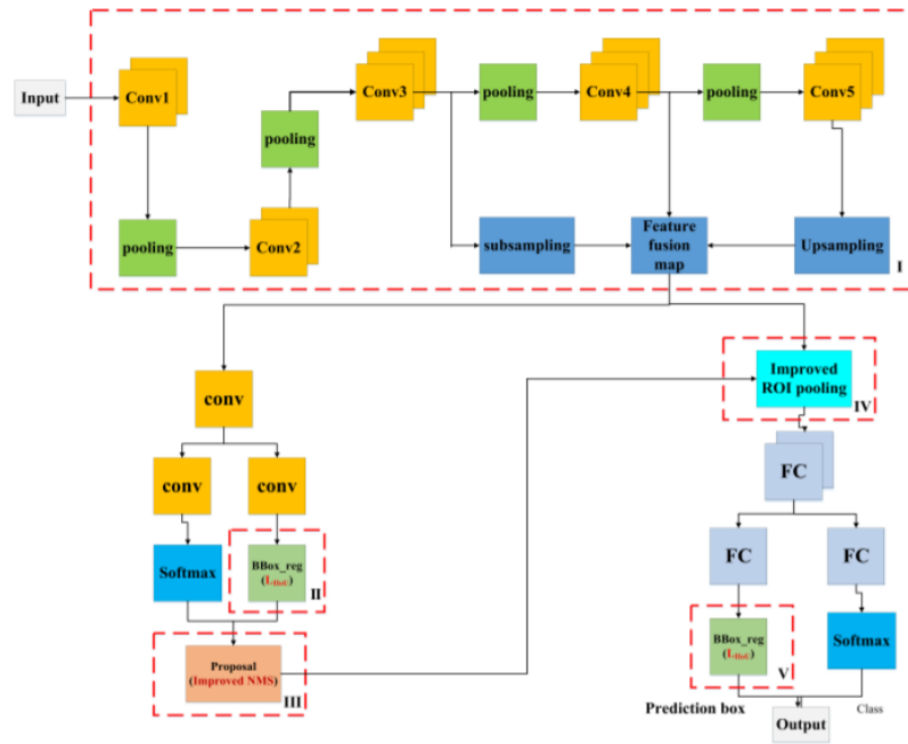 Input
Conv1
pooling
Conv2
pooling
Conv3
pooling
Conv4
pooling
Conv5
subsampling
Feature
fusion
map
Upsampling
I
conv
conv
conv
Softmax
BBox_reg
II
Proposal
(Improved NMS)
III
Improved
ROI pooling
IV
FC
FC
FC
BBox_reg
V
Softmax
Prediction box
Class
Output